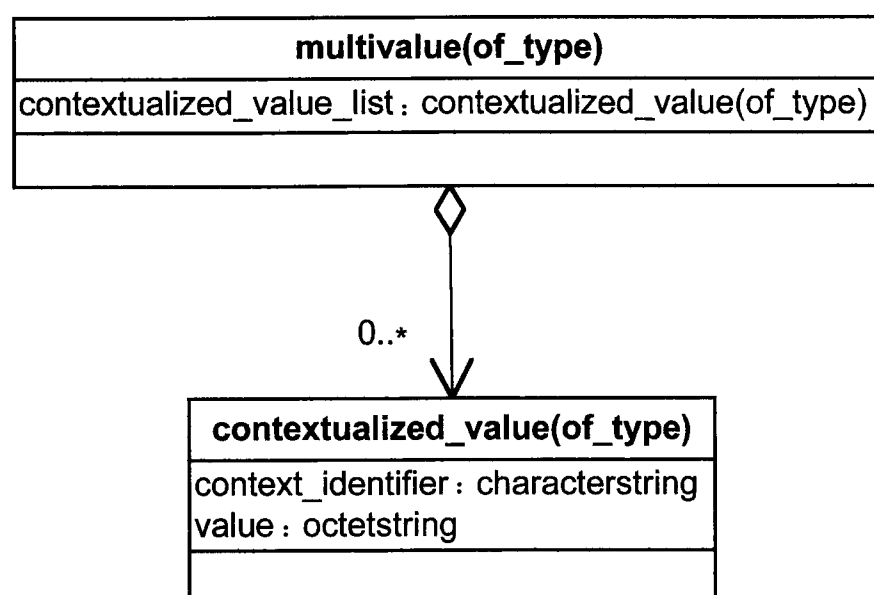 multivalue(of_type)
contextualized_value_list : contextualized_value(of_type)
0..*
contextualized_value(of_type)
context_identifier : characterstring
value : octetstring